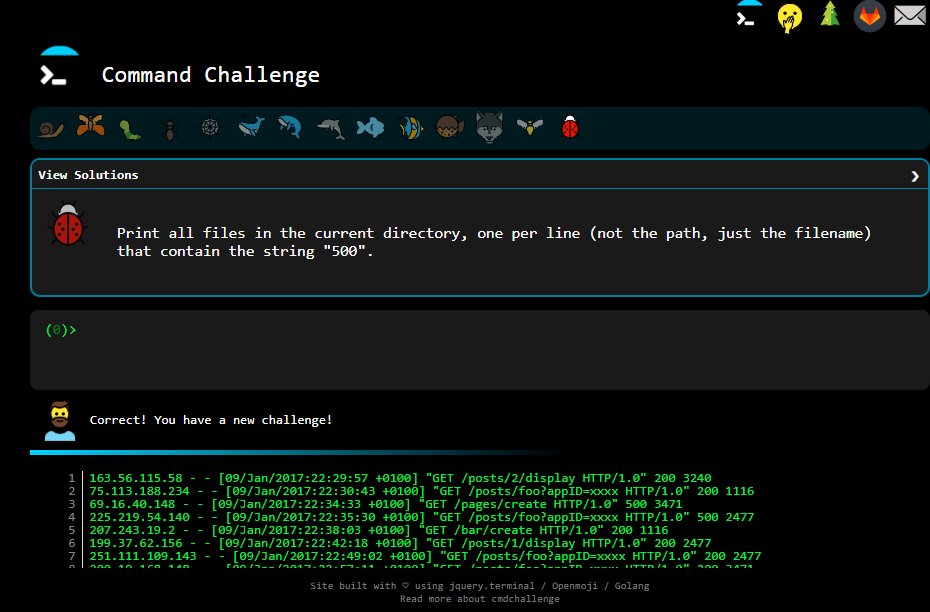 Command Challenge
View Solutions
Print all files in the current directory, one per line (not the path, just the filename)
that contain the string "500".
(0)>
Correct! You have a new challenge!
1 163.56.115.58 - - [09/Jan/2017:22:29:57 +0100] "GET /posts/2/display HTTP/1.0" 200 3240
2 75.113.188.234 - - [09/Jan/2017:22:30:43 +0100] "GET /posts/foo?appID=xxxx HTTP/1.0" 200 1116
3 69.16.40.148 - - [09/Jan/2017:22:34:33 +0100] "GET /pages/create HTTP/1.0" 500 3471
4 225.219.54.140 - - [09/Jan/2017:22:35:30 +0100] "GET /posts/foo?appID=xxxx HTTP/1.0" 500 2477
5 207.243.19.2 - - [09/Jan/2017:22:38:03 +0100] "GET /bar/create HTTP/1.0" 200 1116
6 199.37.62.156 - - [09/Jan/2017:22:42:18 +0100] "GET /posts/1/display HTTP/1.0" 200 2477
7 251.111.109.143 - - [09/Jan/2017:22:49:02 +0100] "GET /posts/foo?appID=xxxx HTTP/1.0" 200 2477
Site built with ♡ using jquery.terminal / Openmoji / Golang
Read more about cmdchallenge